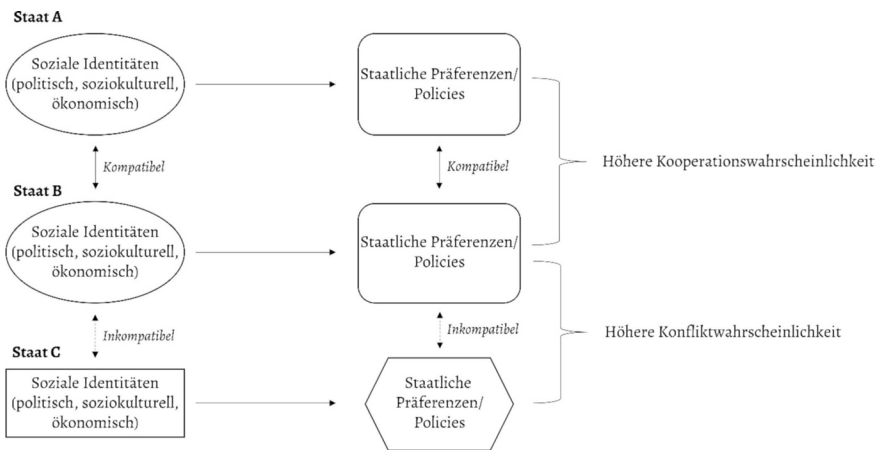 Staat A
Soziale Identitäten
(politisch, soziokulturell,
ökonomisch)
Staatliche Präferenzen/
Policies
Kompatibel
Kompatibel
Höhere Kooperationswahrscheinlichkeit
Staat B
Soziale Identitäten
(politisch, soziokulturell,
ökonomisch)
Staatliche Präferenzen/
Policies
Inkompatibel
Inkompatibel
Höhere Konfliktwahrscheinlichkeit
Staat C
Soziale Identitäten
(politisch, soziokulturell,
ökonomisch)
Staatliche
Präferenzen/
Policies